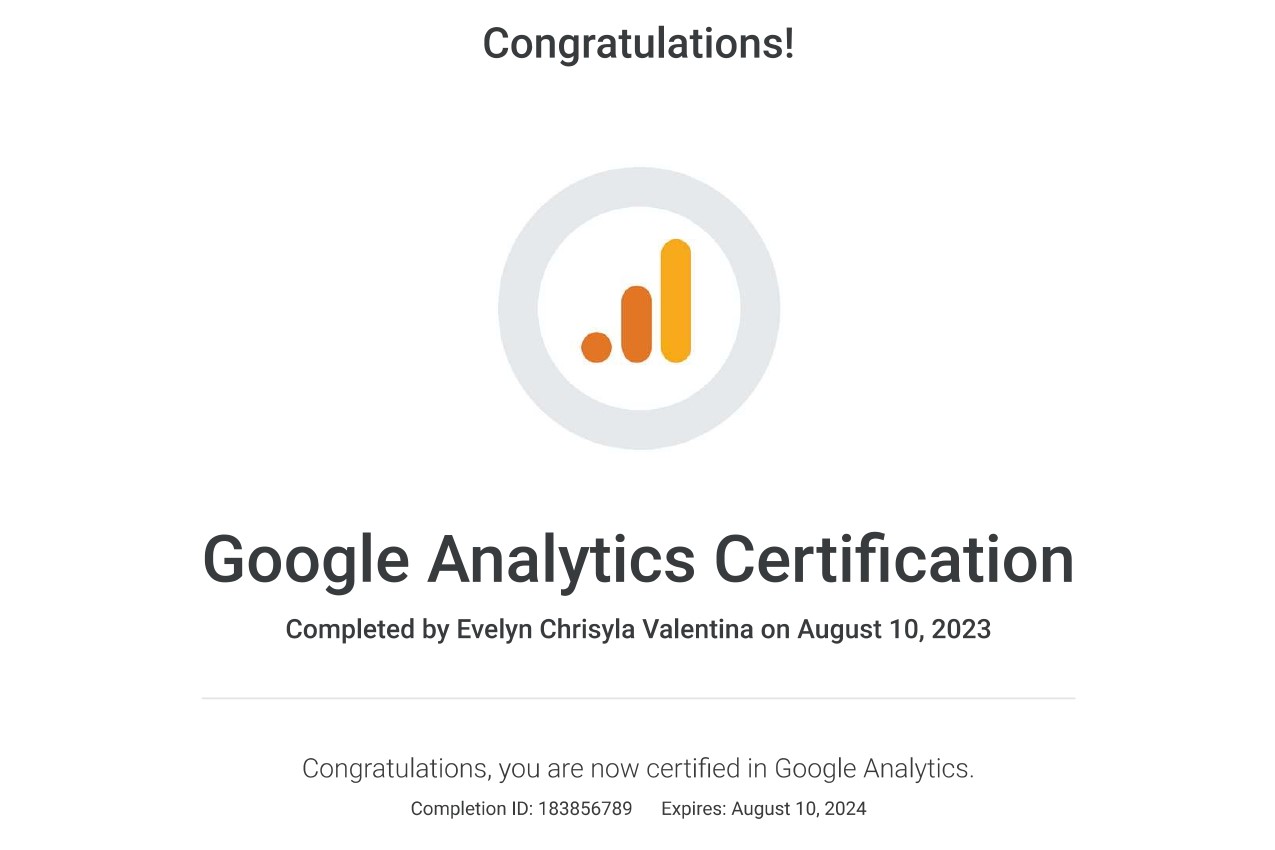 Congratulations!
Google Analytics Certification
Completed by Evelyn Chrisyla Valentina on August 10, 2023
Congratulations, you are now certified in Google Analytics.
Completion ID: 183856789 Expires: August 10, 2024